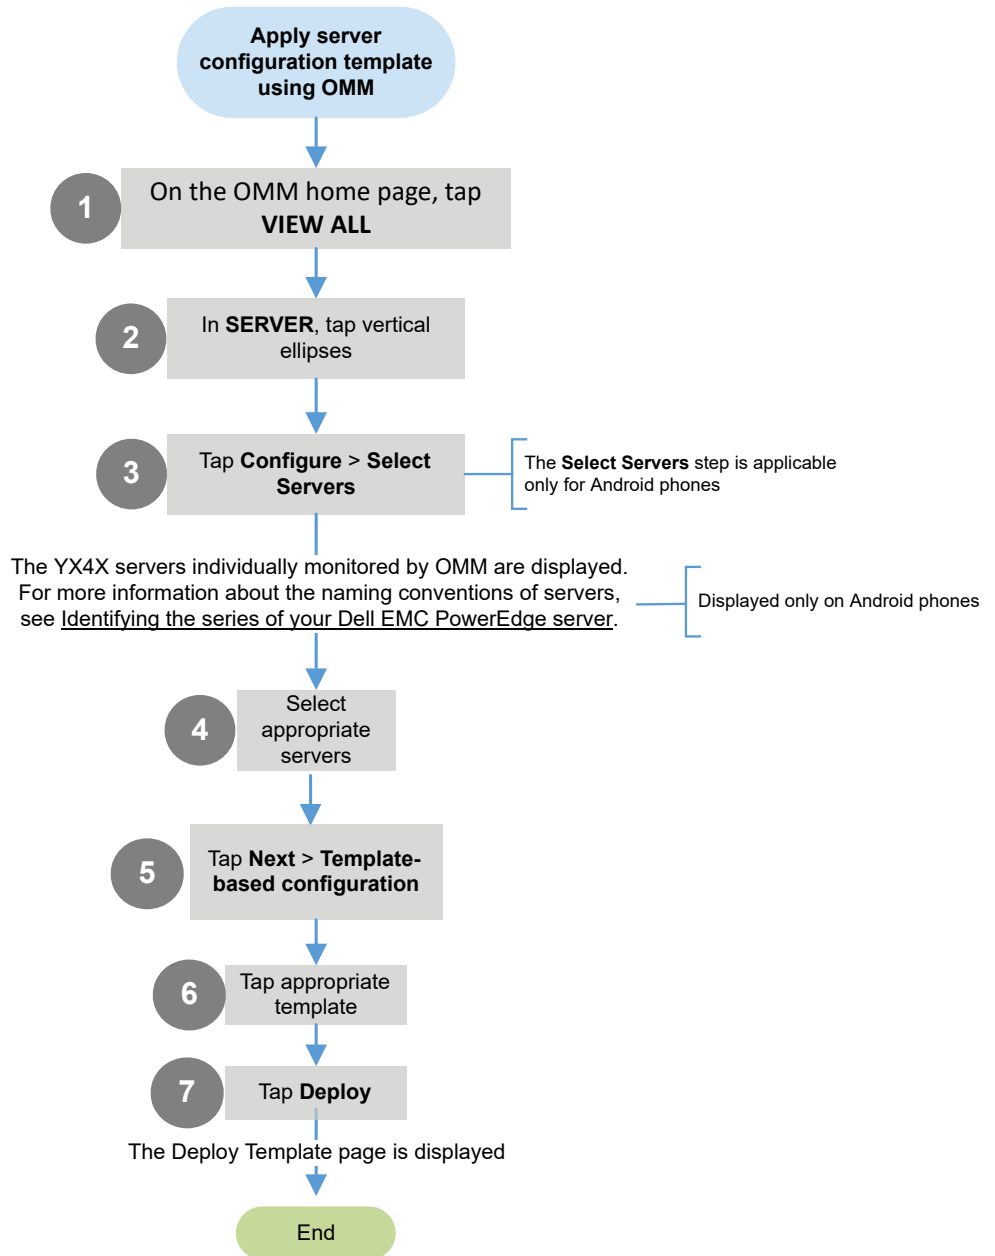 Apply server
configuration template
using OMM
1
On the OMM home page, tap
VIEW ALL
2
In SERVER, tap vertical
ellipses
3
Tap Configure > Select
Servers
The Select Servers step is applicable
only for Android phones
The YX4X servers individually monitored by OMM are displayed.
For more information about the naming conventions of servers,
see Identifying the series of your Dell EMC PowerEdge server.
Displayed only on Android phones
4
Select
appropriate
servers
5
Tap Next > Template-
based configuration
6
Tap appropriate
template
7
Tap Deploy
The Deploy Template page is displayed
End